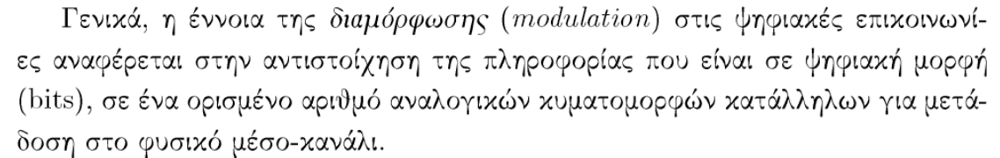 Γενικά, η έννοια της διαμόρφωσης (modulation) στις ψηφιακές επικοινωνί-
ες αναφέρεται στην αντιστοίχηση της πληροφορίας που είναι σε ψηφιακή μορφή
(bits), σε ένα ορισμένο αριθμό αναλογικών κυματομορφών κατάλληλων για μετά-
δοση στο φυσικό μέσο-κανάλι.